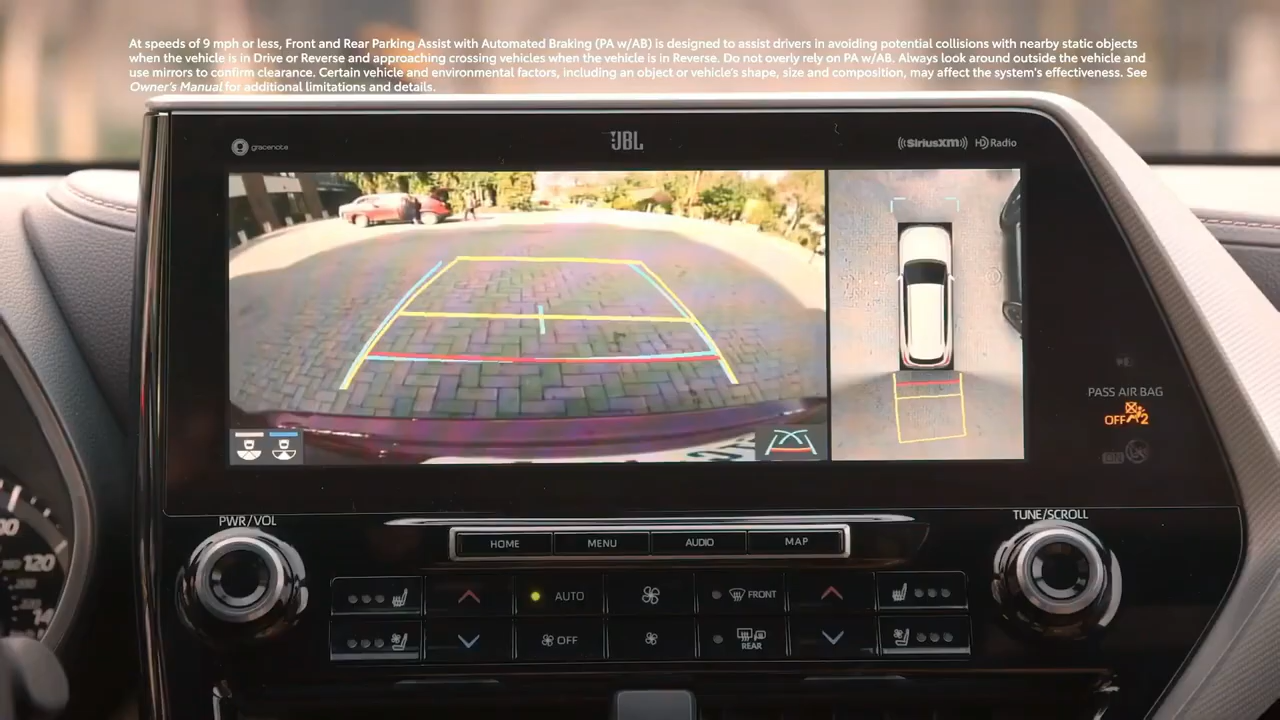 At speeds of 9 mph or less, Front and Rear Parking Assist with Automated Braking (PA w/AB) is designed to assist drivers in avoiding potential collisions with nearby static objects
when the vehicle is in Drive or Reverse and approaching crossing vehicles when the vehicle is in Reverse. Do not overly rely on PA w/AB. Always look around outside the vehicle and
use mirrors to confirm clearance. Certain vehicle and environmental factors, including an object or vehicle's shape, size and composition, may affect the system's effectiveness. See
Owner's Manual for additional limitations and details.
gracenote
JBL
SiriusXM
HD Radio
PASS AIR BAG
OFF 2
PWR/VOL
TUNE/SCROLL
HOME
MENU
AUDIO
MAP
AUTO
FRONT
OFF
REAR
120